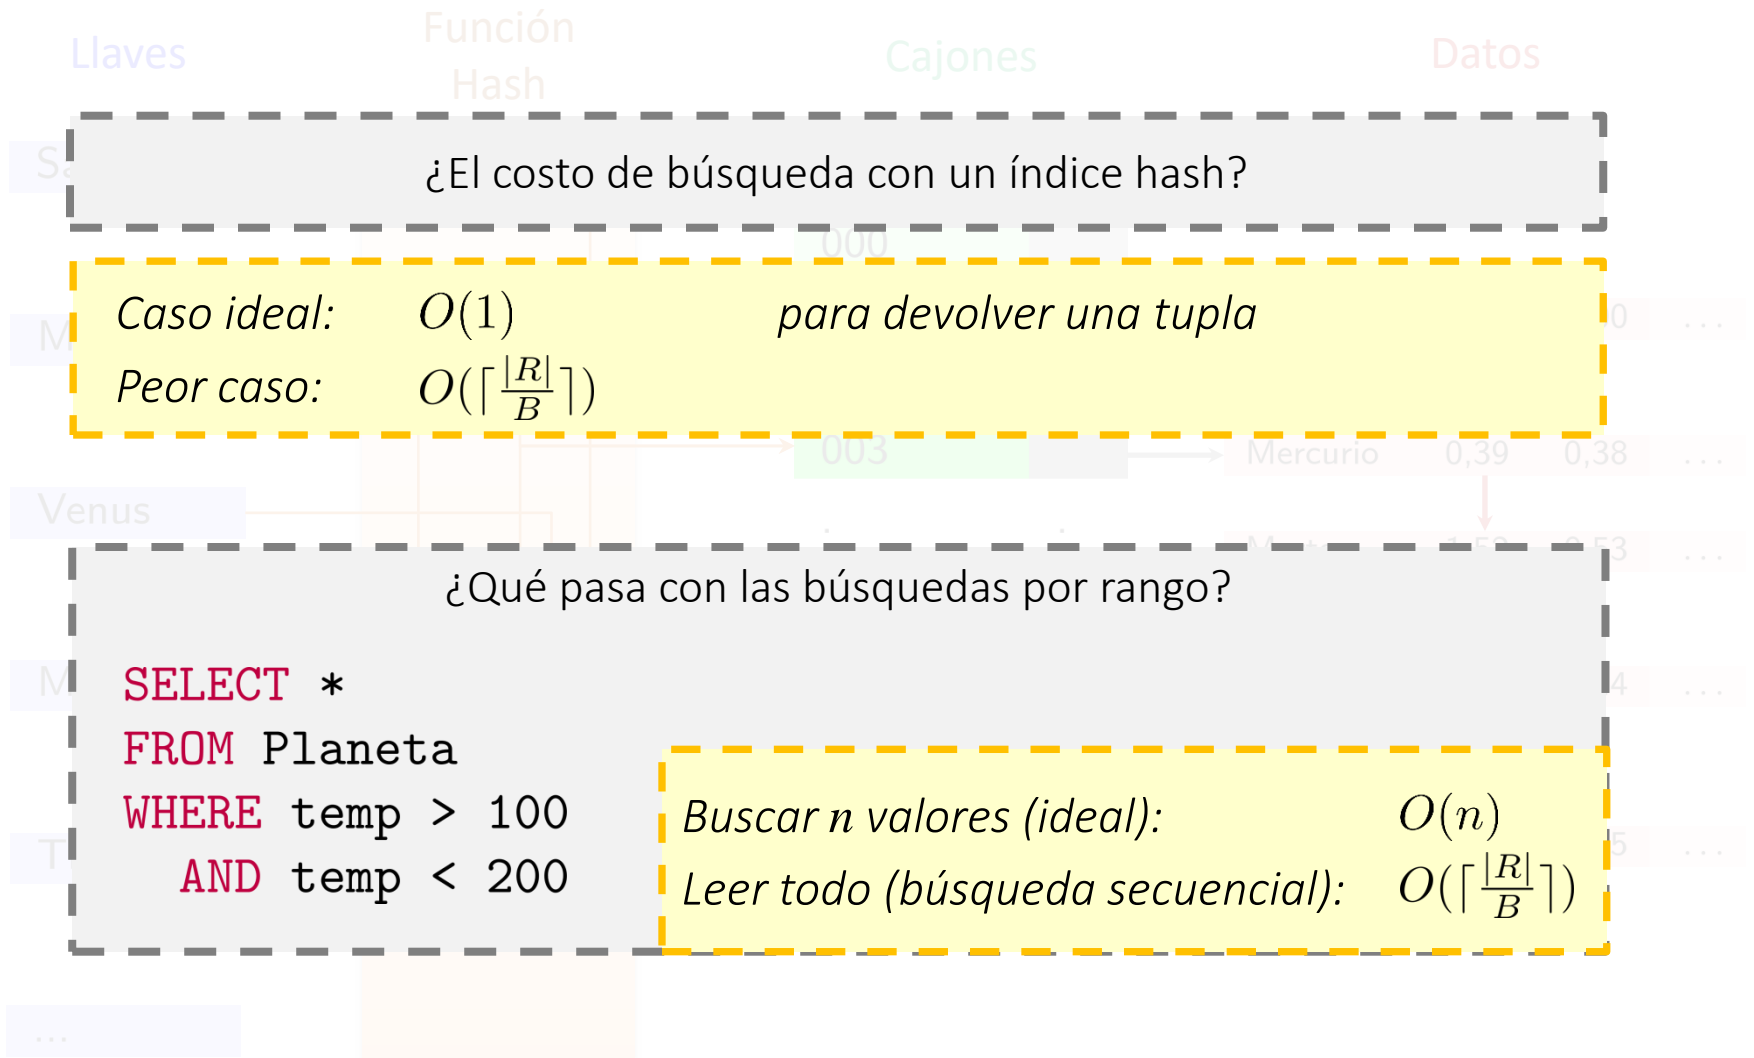 Llaves
Función
Hash
Cajones
Datos
¿El costo de búsqueda con un índice hash?
000
Caso ideal: O(1) para devolver una tupla
Peor caso: O(⌈|R|/B⌉)
003
Mercurio 0,39 0,38 ...
Venus
...
¿Qué pasa con las búsquedas por rango?
SELECT *
FROM Planeta
WHERE temp > 100
AND temp < 200
Buscar n valores (ideal): O(n)
Leer todo (búsqueda secuencial): O(⌈|R|/B⌉)
...